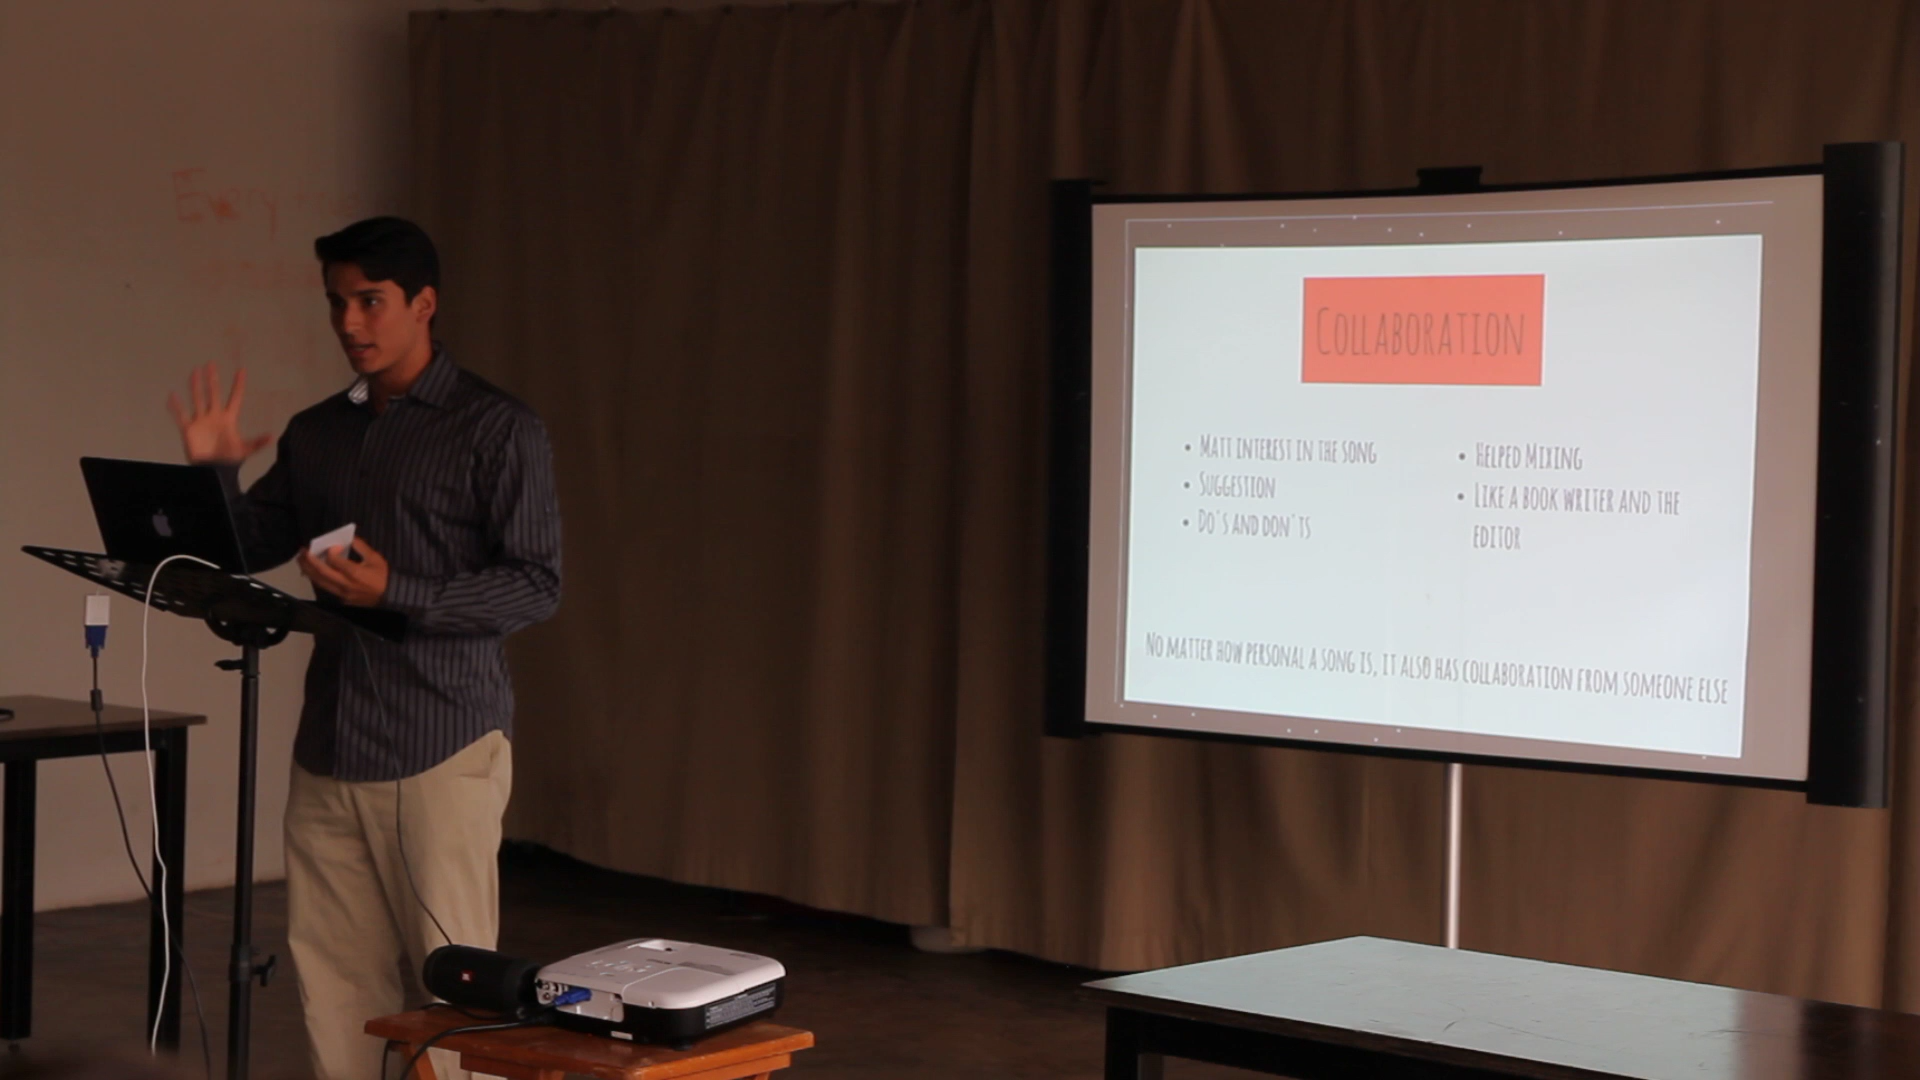 COLLABORATION
• MATT INTEREST IN THE SONG
• SUGGESTION
• DO'S AND DON'TS
• HELPED MIXING
• LIKE A BOOK WRITER AND THE
EDITOR
NO MATTER HOW PERSONAL A SONG IS, IT ALSO HAS COLLABORATION FROM SOMEONE ELSE
JBL